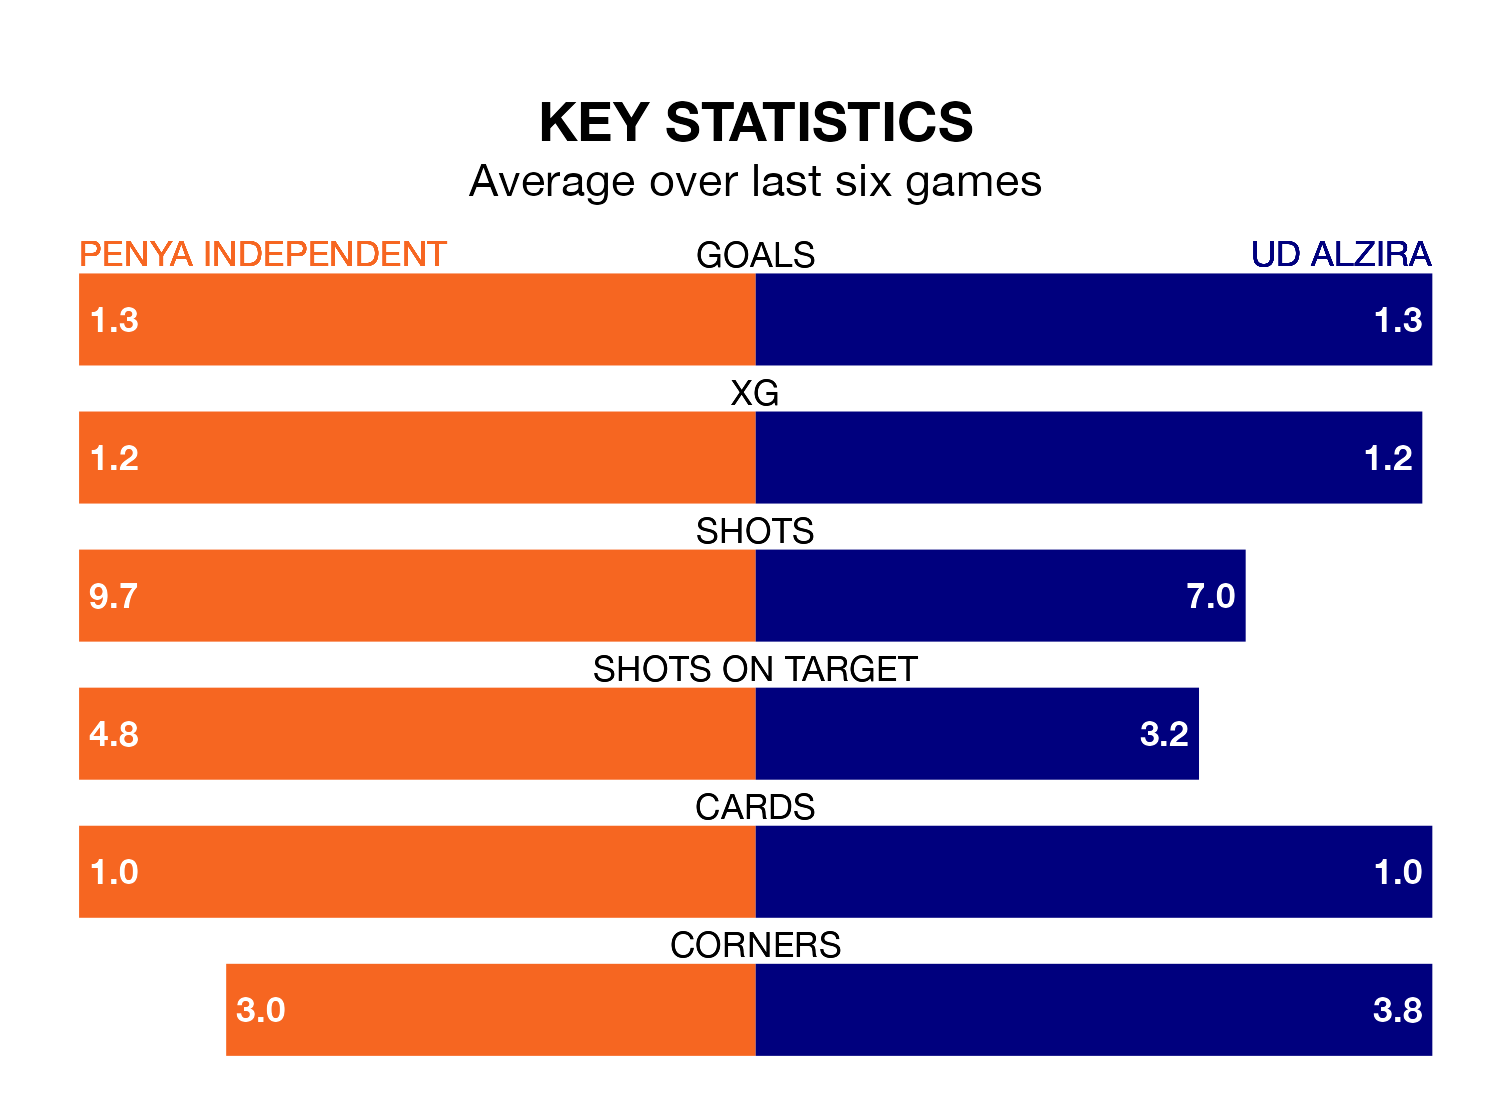 KEY STATISTICS
Average over last six games
PENYA INDEPENDENT GOALS UD ALZIRA
1.3 1.3
XG
1.2 1.2
SHOTS
9.7 7.0
SHOTS ON TARGET
4.8 3.2
CARDS
1.0 1.0
CORNERS
3.0 3.8